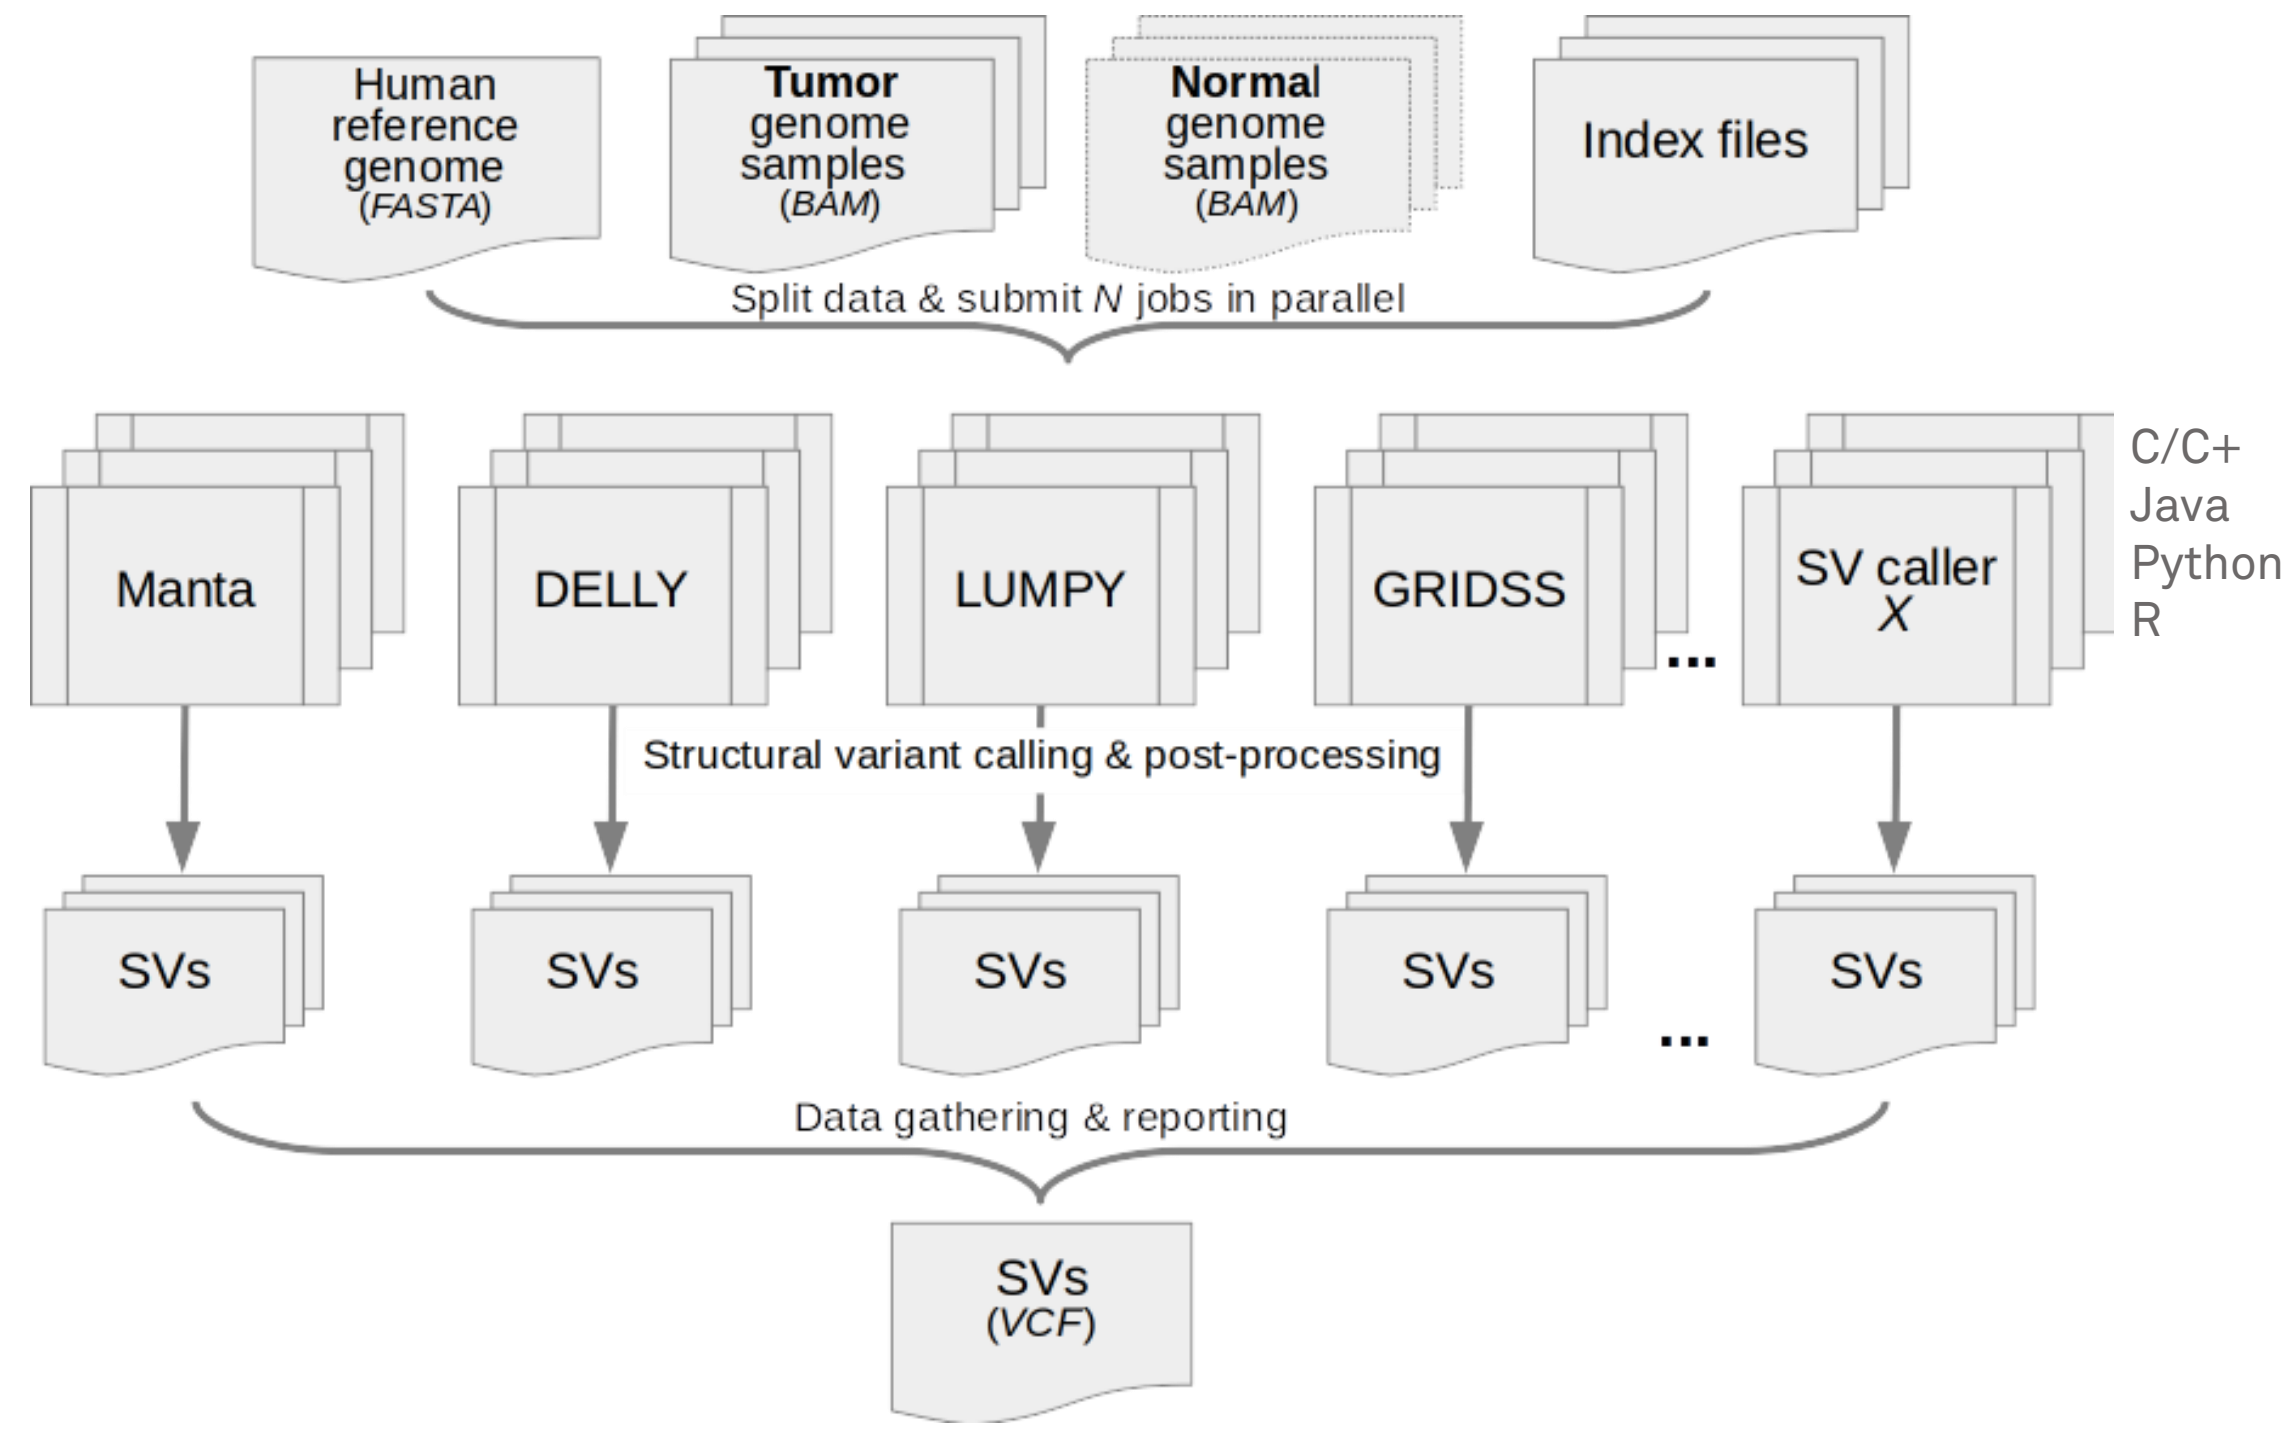 Human
reference
genome
(FASTA)
Tumor
genome
samples
(BAM)
Normal
genome
samples
(BAM)
Index files
Split data & submit N jobs in parallel
Manta
DELLY
LUMPY
GRIDSS
...
SV caller
X
C/C+
Java
Python
R
Structural variant calling & post-processing
SVs
SVs
SVs
SVs
...
SVs
Data gathering & reporting
SVs
(VCF)